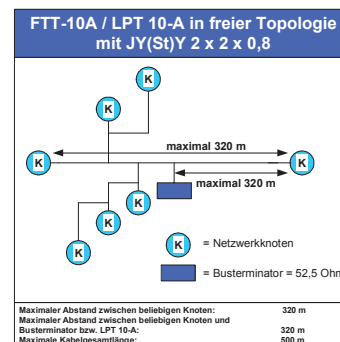 FTT-10A / LPT 10-A in freier Topologie
mit JY(St)Y 2 x 2 x 0,8
K
K
maximal 320 m
K
K
maximal 320 m
K
K
K
K
= Netzwerkknoten
= Busterminator = 52,5 Ohm
Maximaler Abstand zwischen beliebigen Knoten: 320 m
Maximaler Abstand zwischen beliebigen Knoten und
Busterminator bzw. LPT 10-A: 320 m
Maximale Kabelgesamtlänge: 500 m